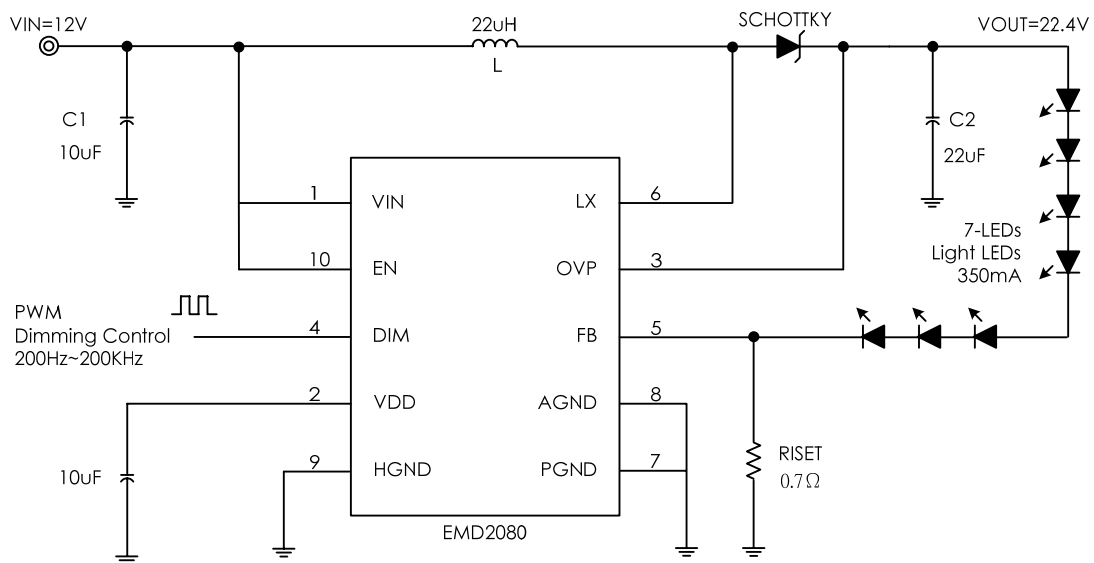 VIN=12V
22uH
L
SCHOTTKY
VOUT=22.4V
C1
10uF
C2
22uF
7-LEDs
Light LEDs
350mA
1
VIN
LX
6
10
EN
OVP
3
PWM
Dimming Control
200Hz~200KHz
4
DIM
FB
5
2
VDD
AGND
8
10uF
9
HGND
PGND
7
RISET
0.7Ω
EMD2080